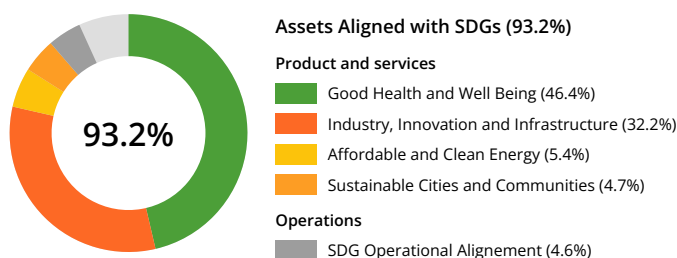 93.2%
Assets Aligned with SDGs (93.2%)
Product and services
Good Health and Well Being (46.4%)
Industry, Innovation and Infrastructure (32.2%)
Affordable and Clean Energy (5.4%)
Sustainable Cities and Communities (4.7%)
Operations
SDG Operational Alignement (4.6%)